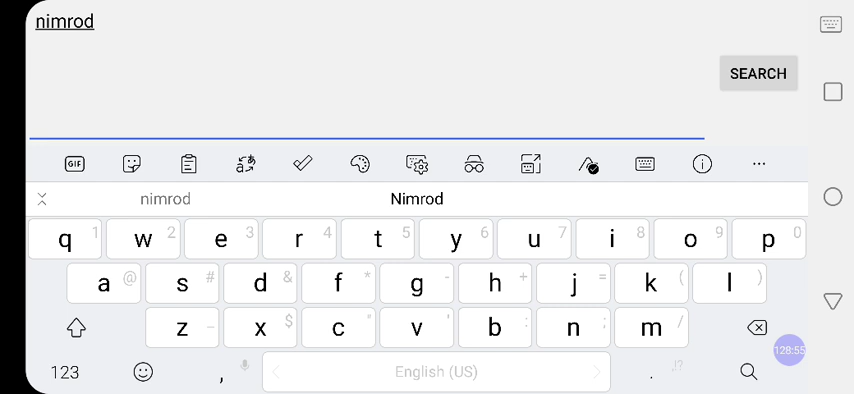 nimrod
SEARCH
GIF
nimrod Nimrod
q 1 w 2 e 3 r 4 t 5 y 6 u 7 i 8 o 9 p 0
a @ s # d & f * g - h + j = k ( l )
z _ x $ c " v ' b : n ; m /
128:55
123 , English (US) . .!?